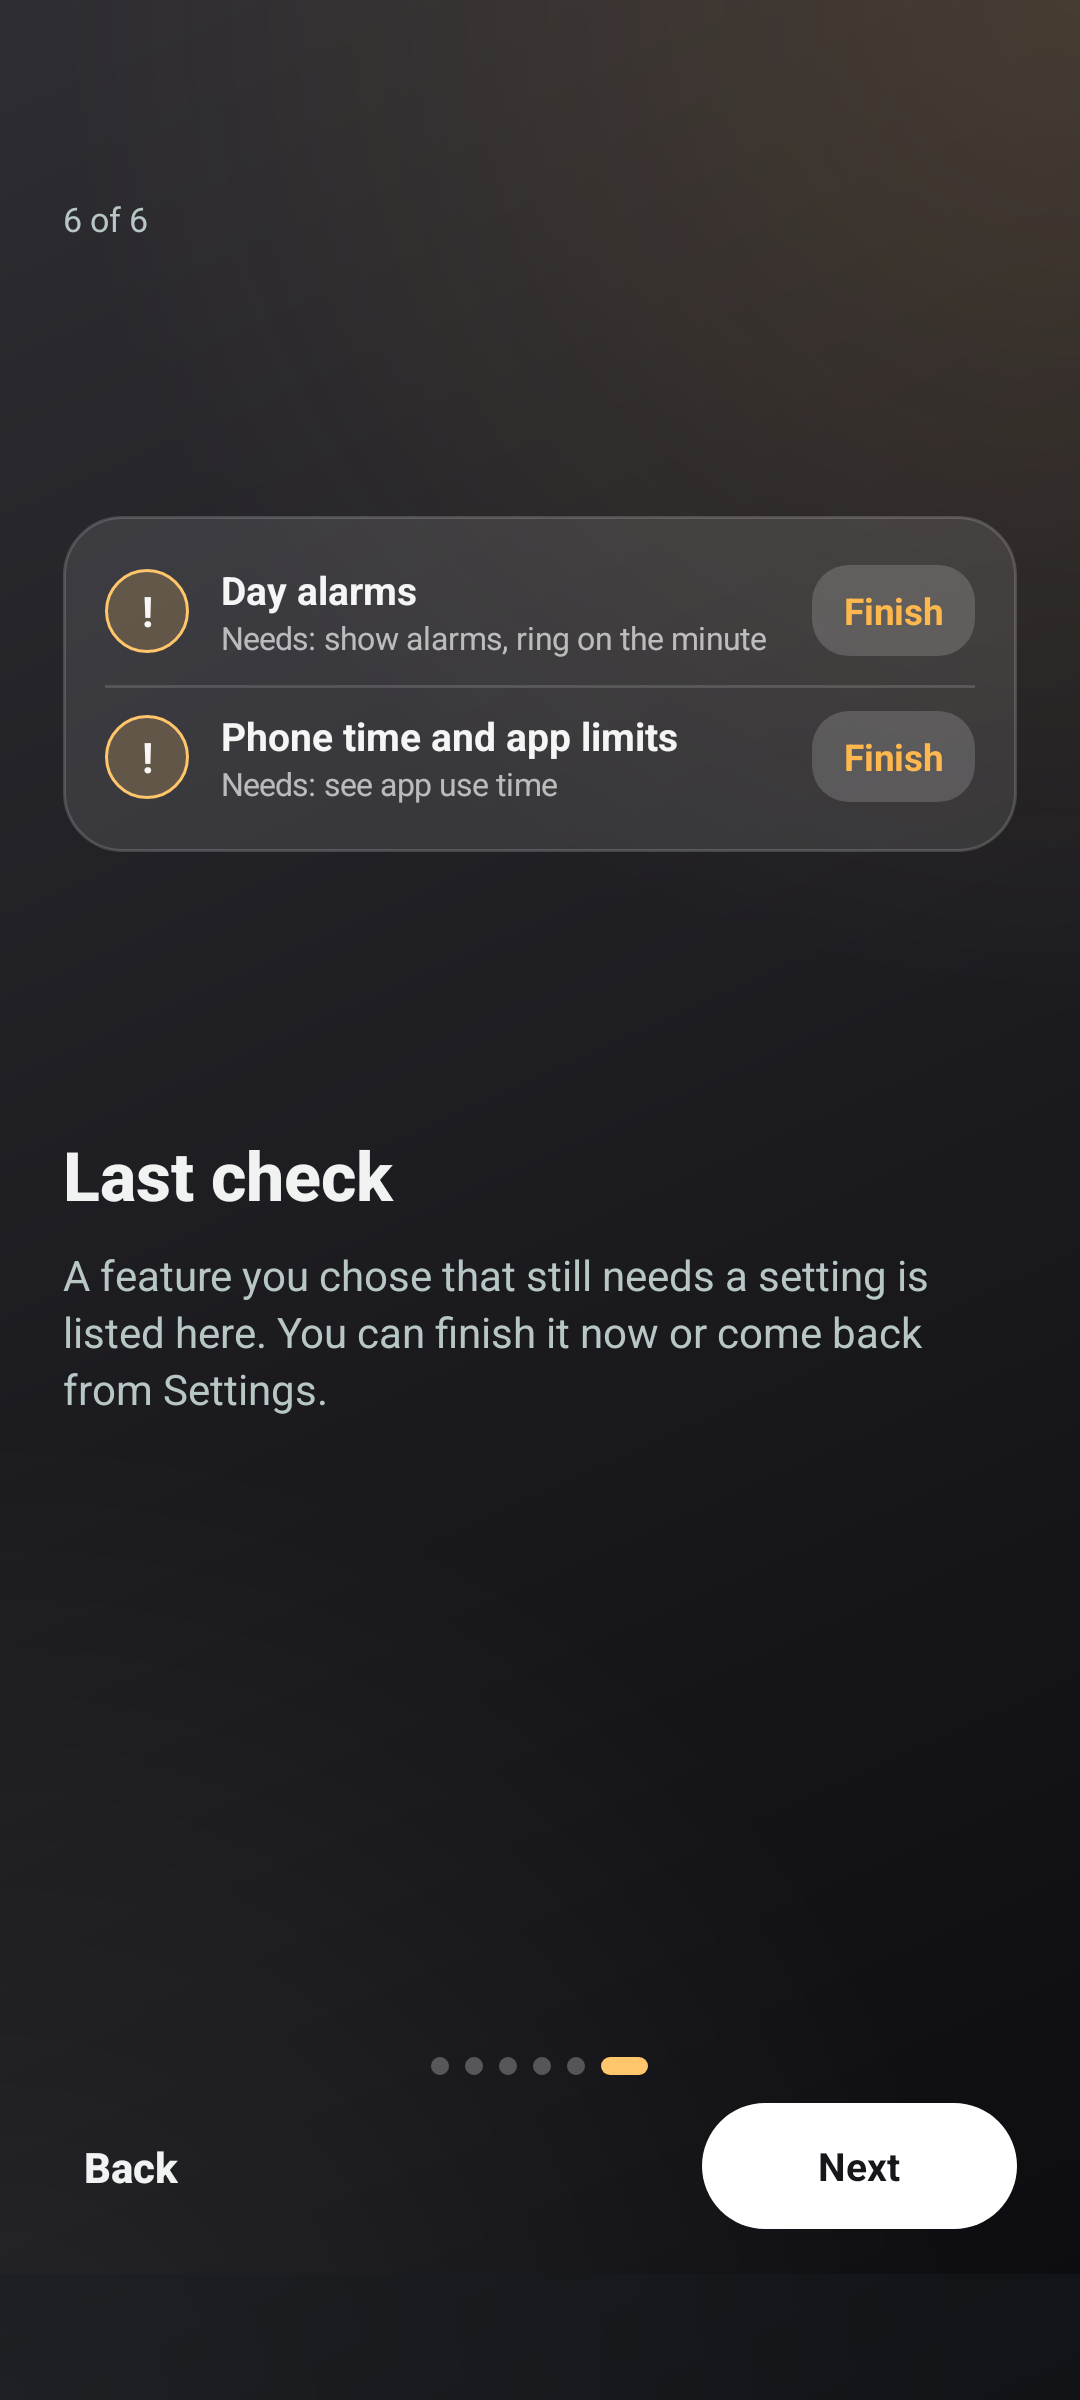 6 of 6
!
Day alarms
Needs: show alarms, ring on the minute
Finish
!
Phone time and app limits
Needs: see app use time
Finish
Last check
A feature you chose that still needs a setting is
listed here. You can finish it now or come back
from Settings.
Back
Next